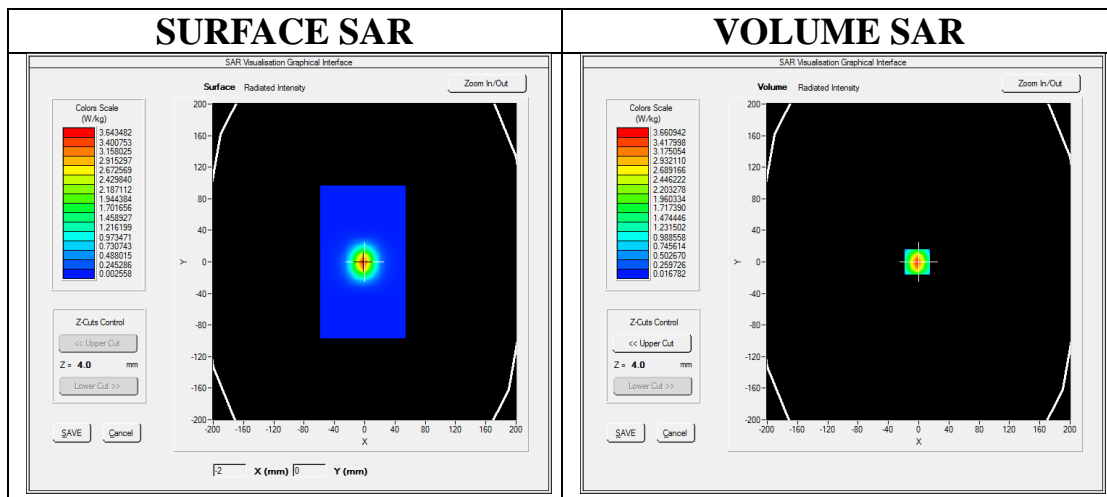 SURFACE SAR
SAR Visualisation Graphical Interface
Surface Radiated Intensity
Zoom In/Out
Colors Scale
(W/kg)
3.643482
3.400753
3.158025
2.915297
2.672569
2.429840
2.187112
1.944384
1.701656
1.458927
1.216199
0.973471
0.730743
0.488015
0.245286
0.002558
Z-Cuts Control
<< Upper Cut
Z = 4.0 mm
Lower Cut >>
SAVE Cancel
200
160
120
80
40
Y 0
-40
-80
-120
-160
-200
-200 -160 -120 -80 -40 0 40 80 120 160 200
X
-2 X (mm) 0 Y (mm)
VOLUME SAR
SAR Visualisation Graphical Interface
Volume Radiated Intensity
Zoom In/Out
Colors Scale
(W/kg)
3.660942
3.417998
3.175054
2.932110
2.689166
2.446222
2.203278
1.960334
1.717390
1.474446
1.231502
0.988558
0.745614
0.502670
0.259726
0.016782
Z-Cuts Control
<< Upper Cut
Z = 4.0 mm
Lower Cut >>
SAVE Cancel
200
160
120
80
40
Y 0
-40
-80
-120
-160
-200
-200 -160 -120 -80 -40 0 40 80 120 160 200
X